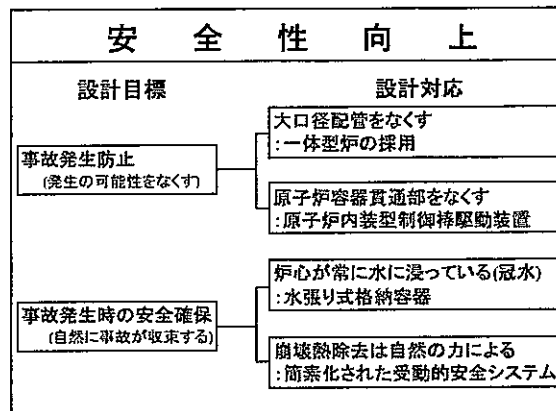 安全性向上
設計目標
設計対応
事故発生防止
(発生の可能性をなくす)
大口径配管をなくす
:一体型炉の採用
原子炉容器貫通部をなくす
:原子炉内装型制御棒駆動装置
事故発生時の安全確保
(自然に事故が収束する)
炉心が常に水に浸っている(冠水)
:水張り式格納容器
崩壊熱除去は自然の力による
:簡素化された受動的安全システム